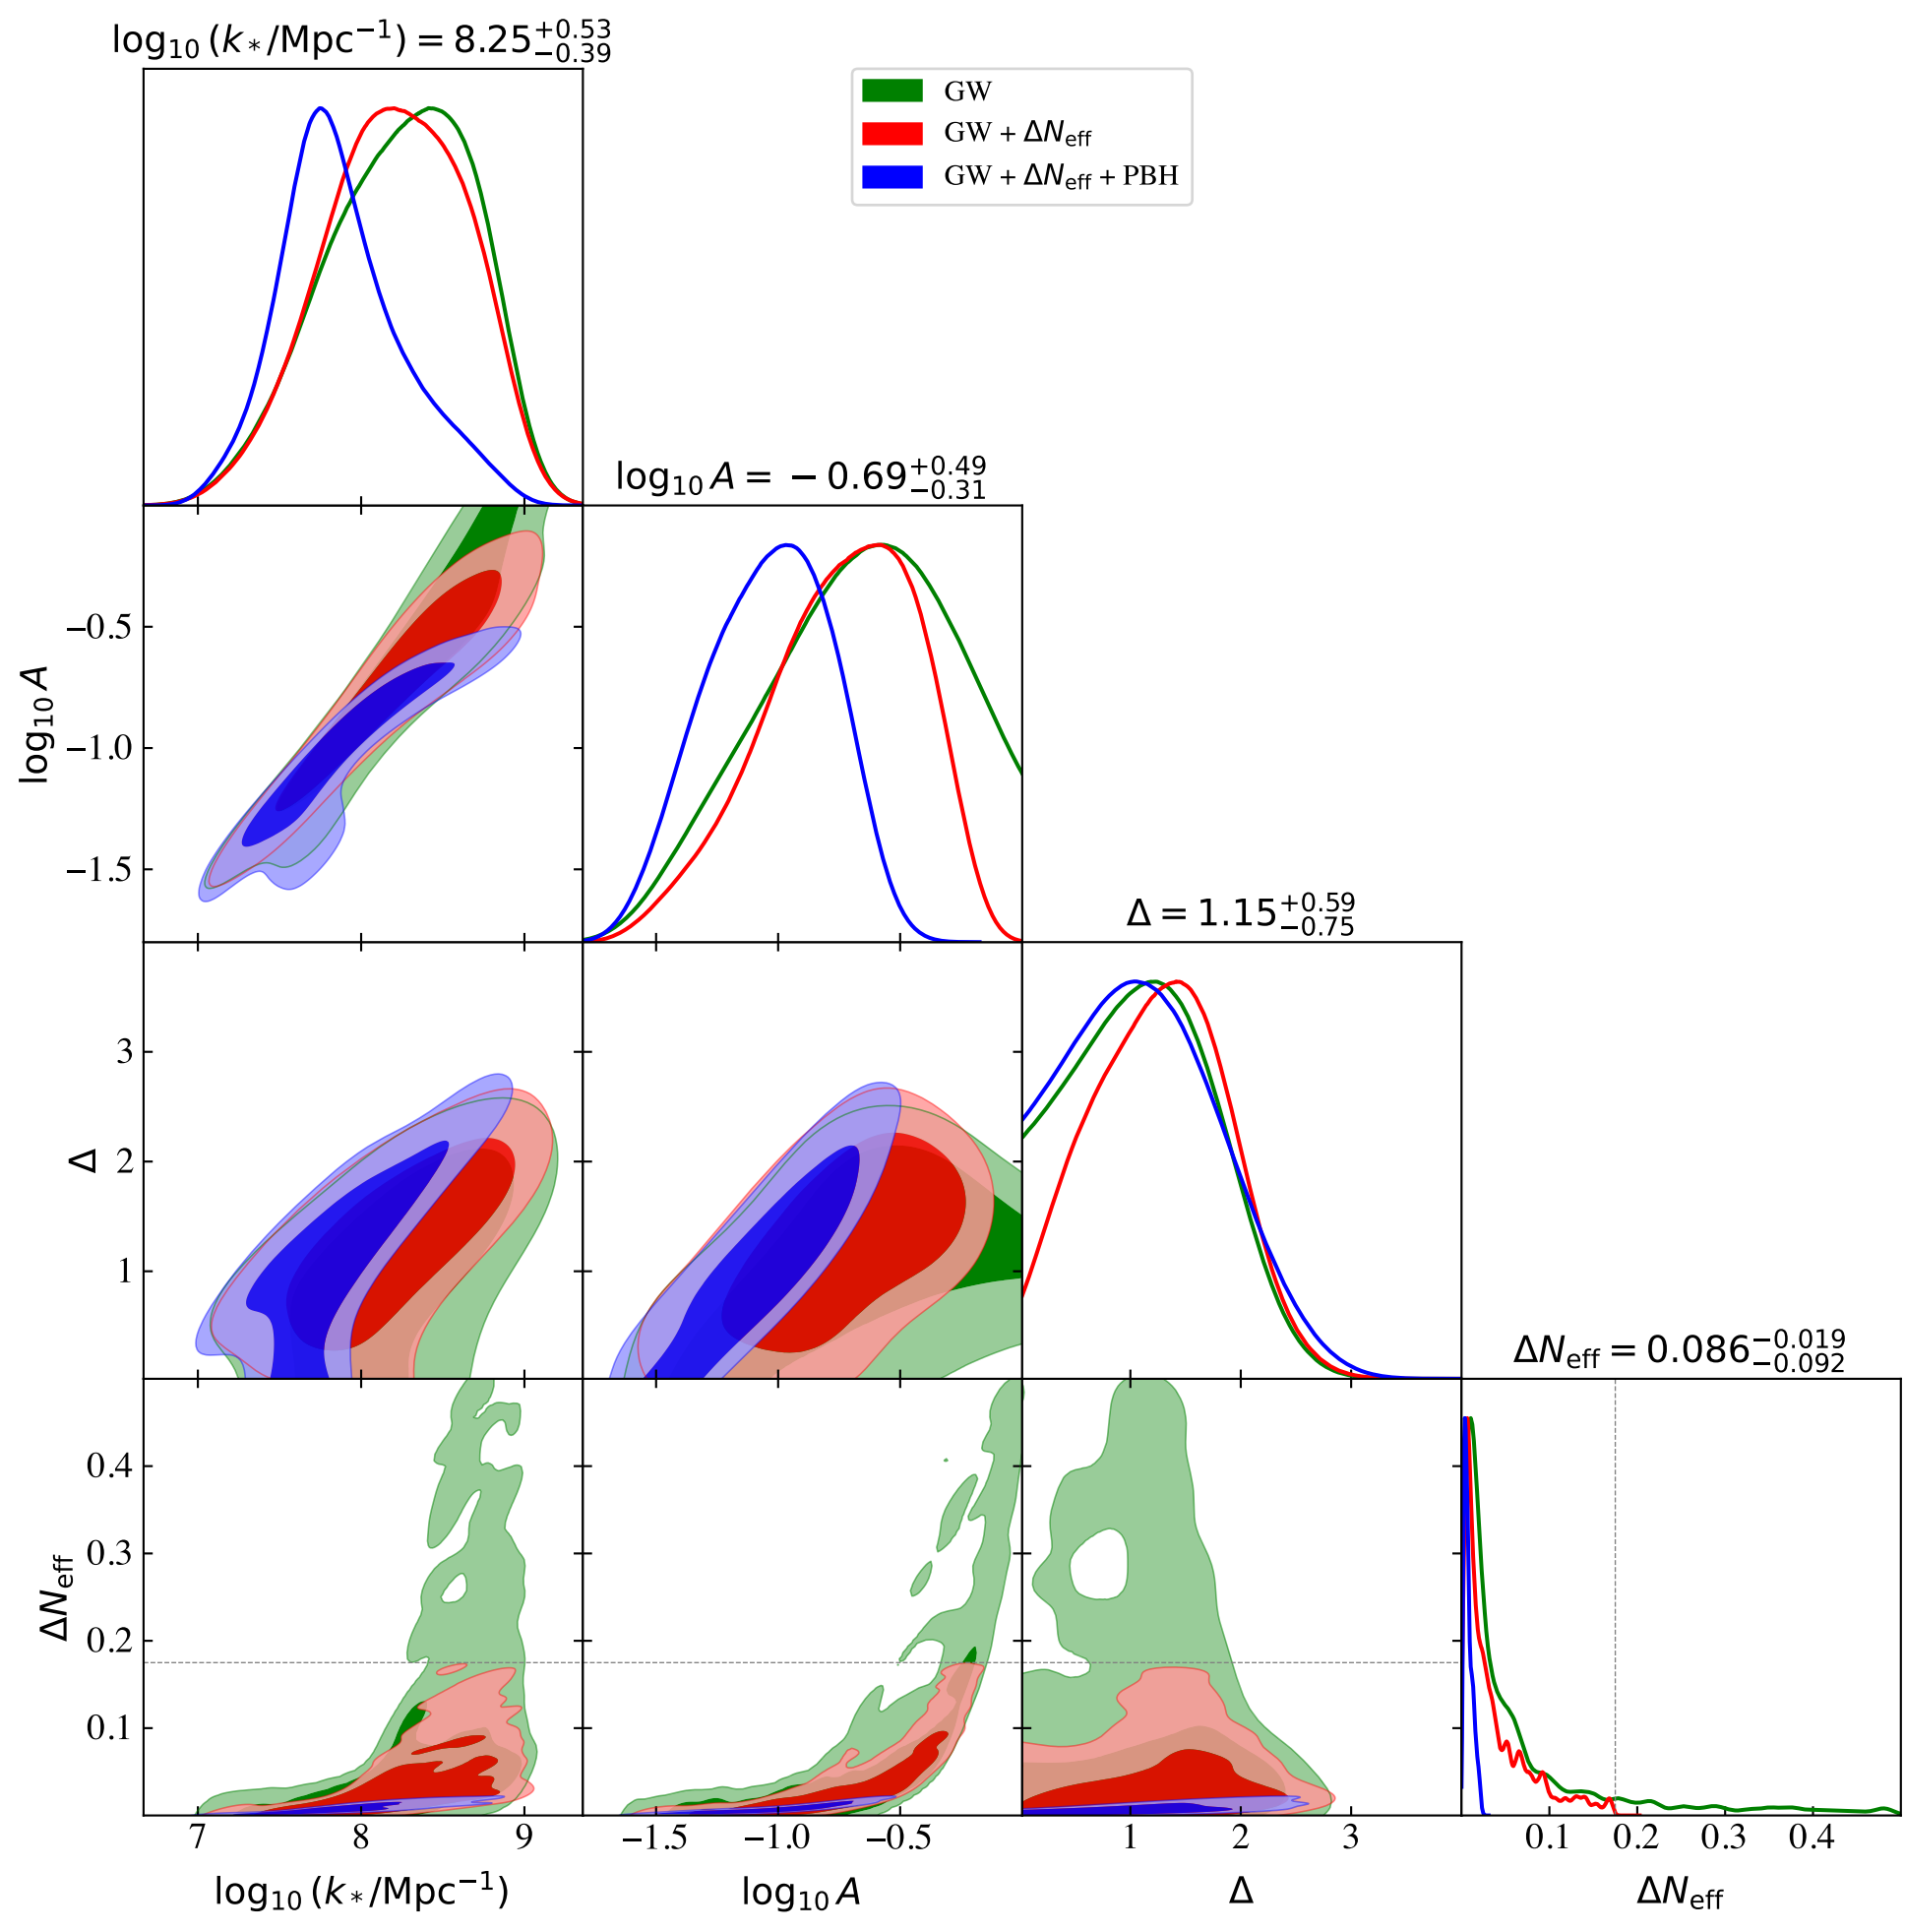 log₁₀ (k∗/Mpc⁻¹) = 8.25 +0.53 −0.39
GW
GW + ΔN_eff
GW + ΔN_eff + PBH
log₁₀ A = −0.69 +0.49 −0.31
−0.5
−1.0
−1.5
log₁₀ A
Δ = 1.15 +0.59 −0.75
3
2
1
Δ
ΔN_eff = 0.086 −0.019 −0.092
0.4
0.3
0.2
0.1
ΔN_eff
7 8 9
−1.5 −1.0 −0.5
1 2 3
0.1 0.2 0.3 0.4
log₁₀ (k∗/Mpc⁻¹)
log₁₀ A
Δ
ΔN_eff